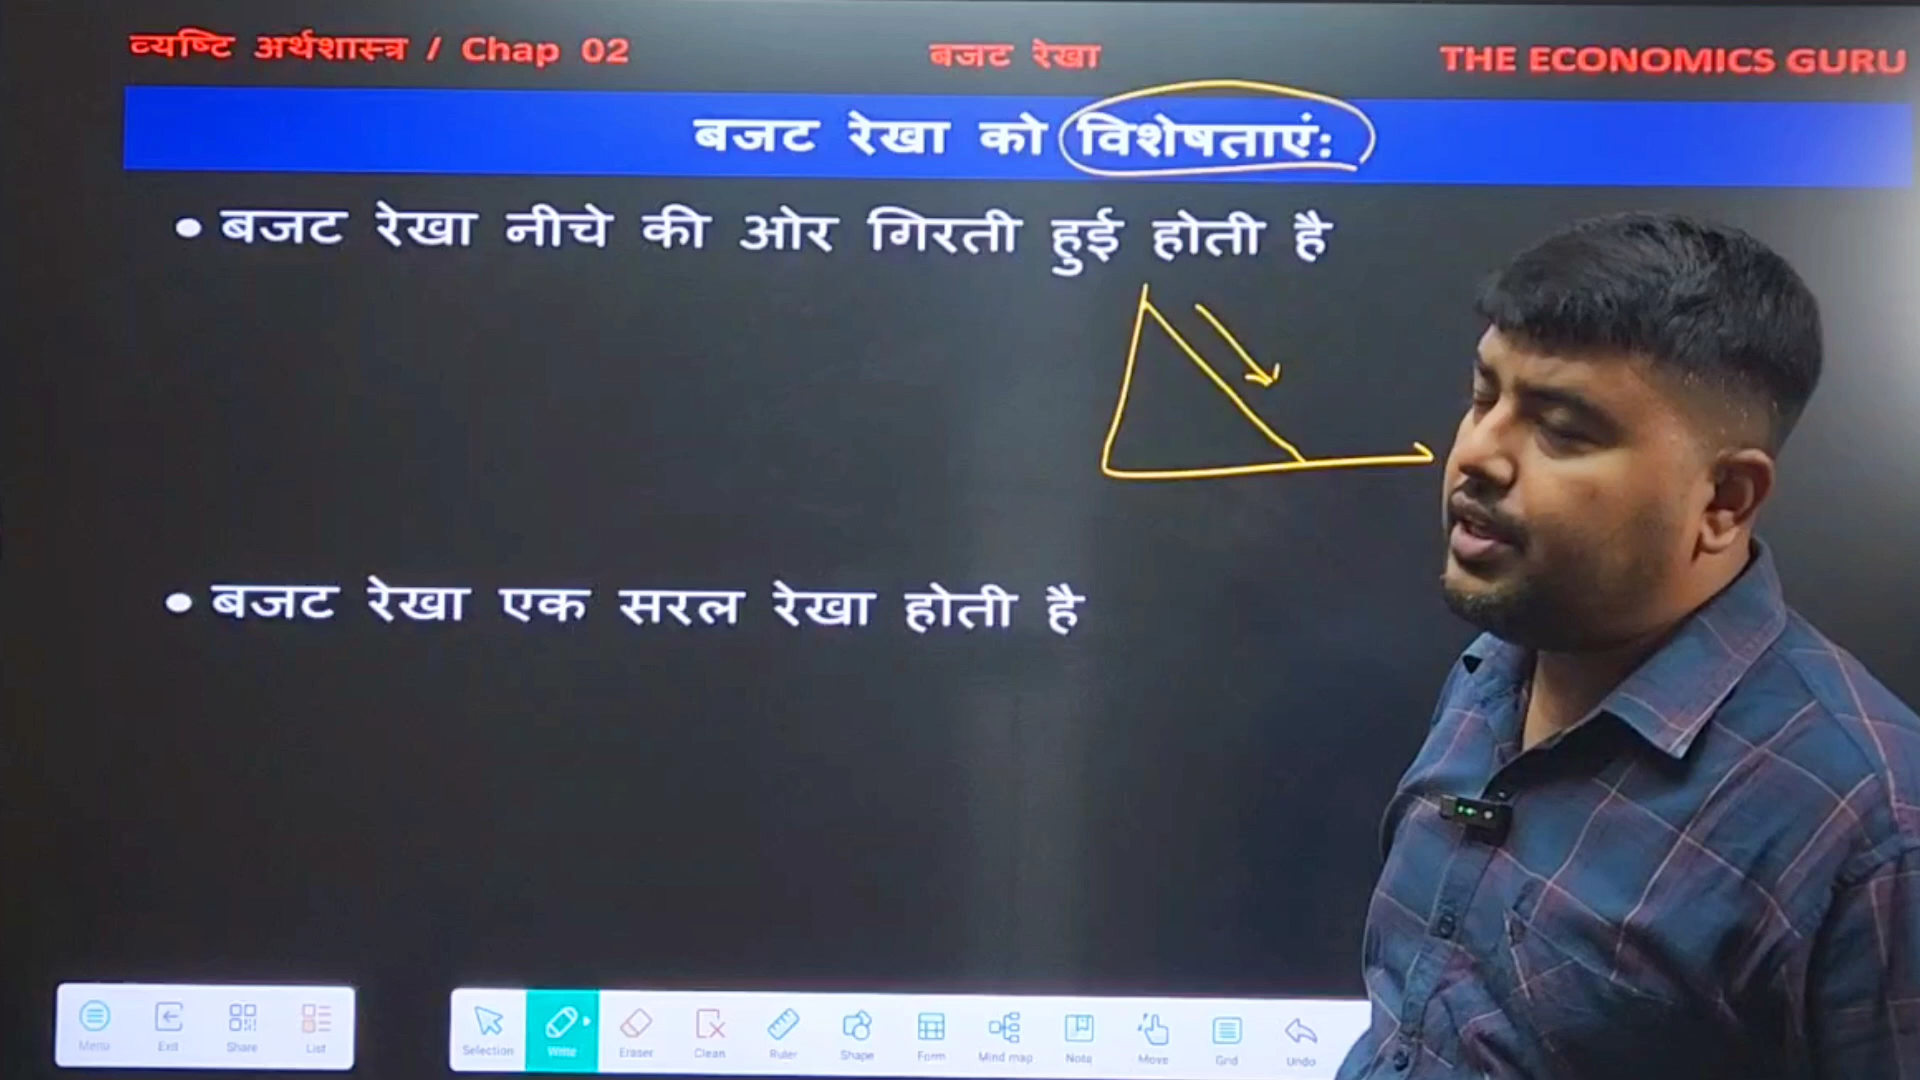 व्यष्टि अर्थशास्त्र / Chap 02 बजट रेखा THE ECONOMICS GURU
बजट रेखा को विशेषताएं:
• बजट रेखा नीचे की ओर गिरती हुई होती है
• बजट रेखा एक सरल रेखा होती है
Menu Exit Share List Selection Write Eraser Clean Ruler Shape Form Mind map Note Move Grid Undo